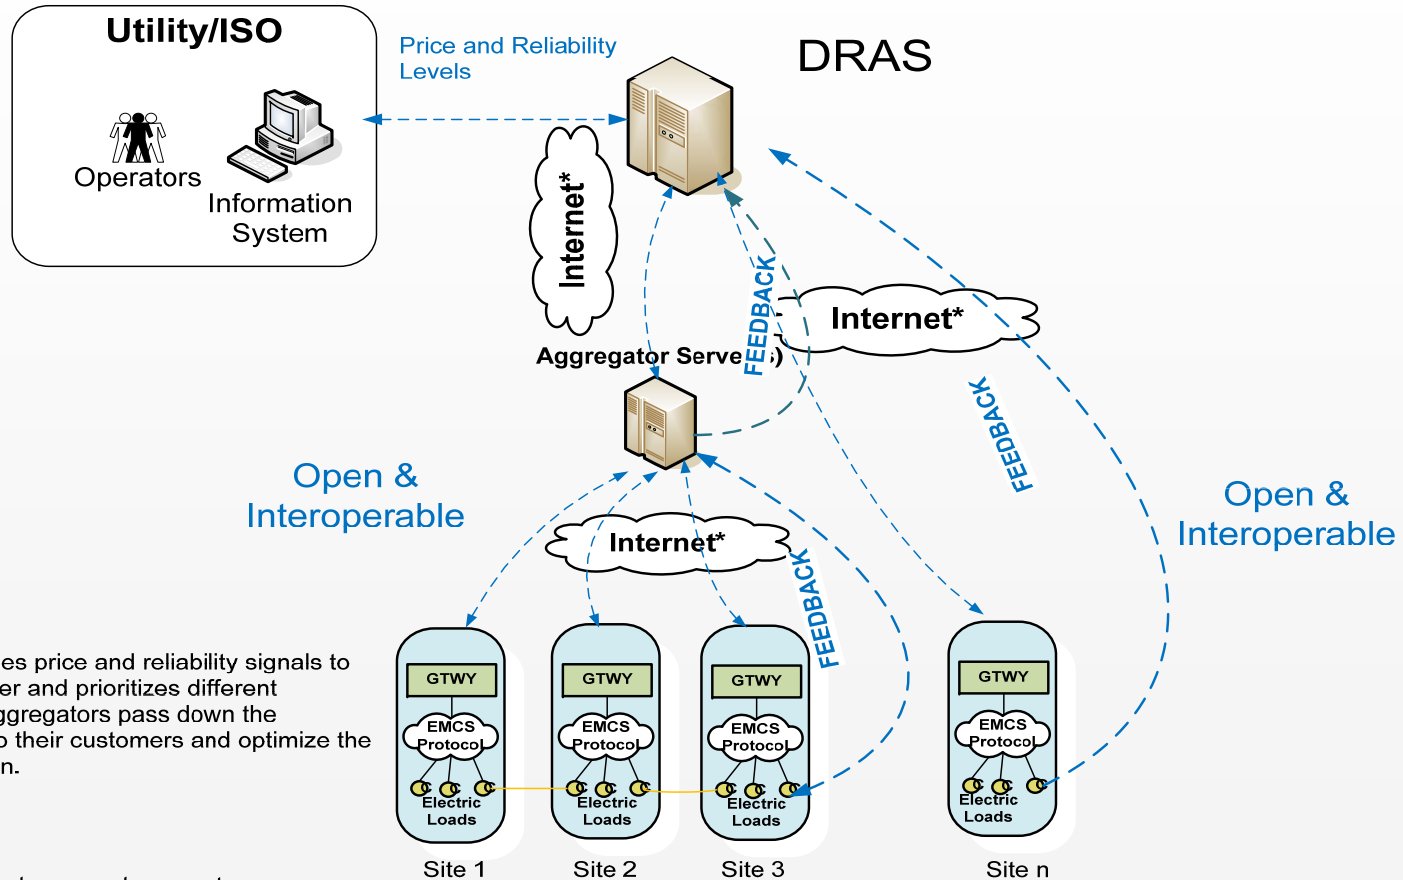 Utility/ISO
Operators
Information
System
Price and Reliability
Levels
DRAS
Internet*
Internet*
FEEDBACK
Aggregator
FEEDBACK
Open &
Interoperable
Open &
Interoperable
Internet*
FEEDBACK
es price and reliability signals to
er and prioritizes different
ggregators pass down the
o their customers and optimize the
n.
GTWY
EMCS
Protocol
C C C
Electric
Loads
Site 1
GTWY
EMCS
Protocol
C C C
Electric
Loads
Site 2
GTWY
EMCS
Protocol
C C C
Electric
Loads
Site 3
GTWY
EMCS
Protocol
C C C
Electric
Loads
Site n